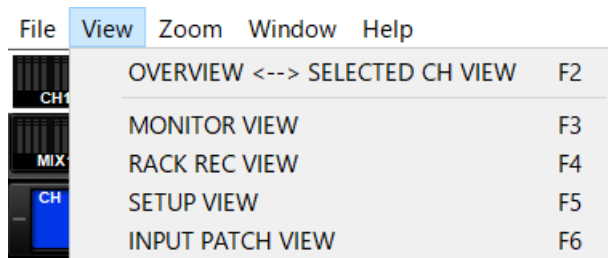 File View Zoom Window Help
OVERVIEW <--> SELECTED CH VIEW F2
CH1
MONITOR VIEW F3
MIX1
RACK REC VIEW F4
CH
SETUP VIEW F5
INPUT PATCH VIEW F6